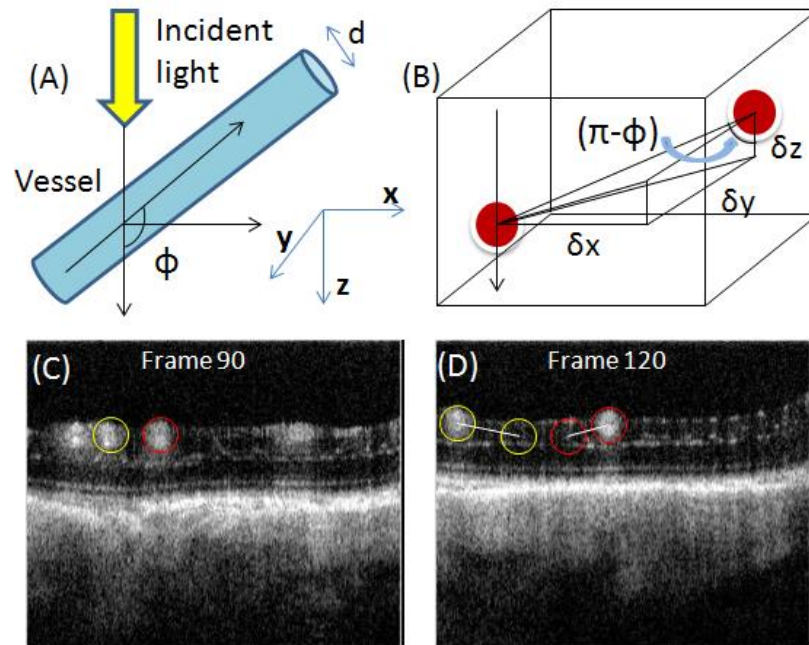 (A)
Incident
light
d
Vessel
ϕ
x
y
z
(B)
(π-ϕ)
δz
δy
δx
(C)
Frame 90
(D)
Frame 120